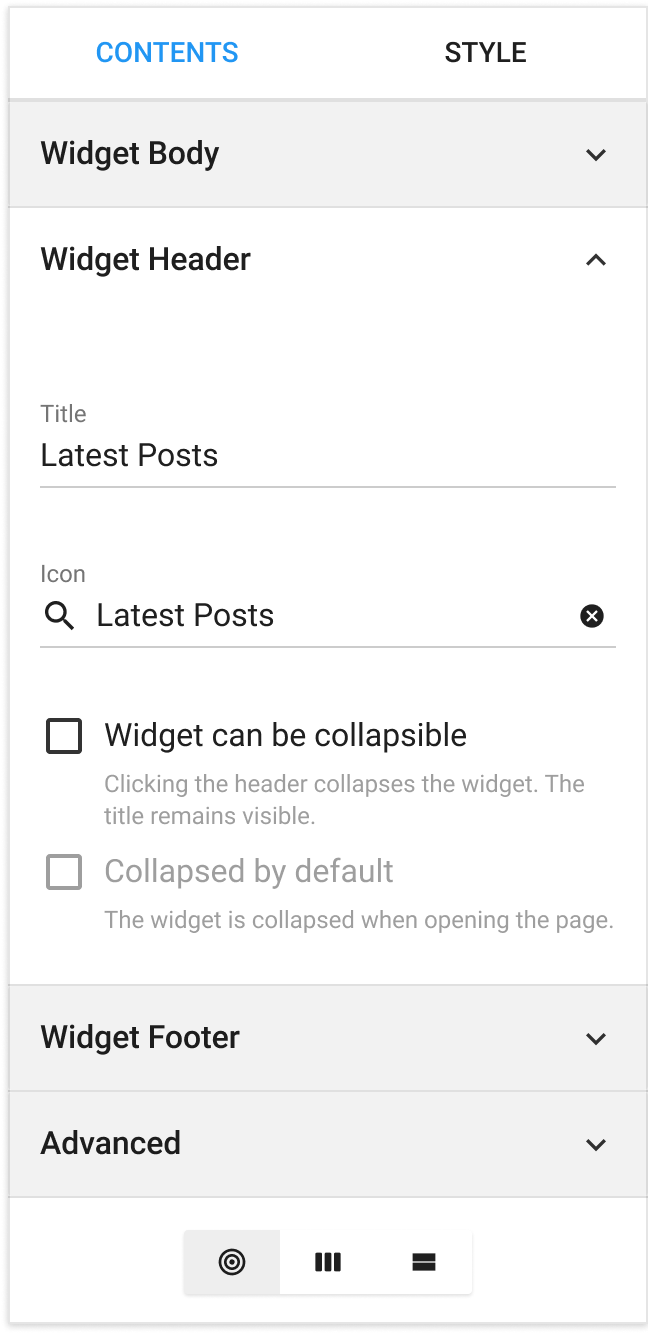 CONTENTS STYLE
Widget Body
Widget Header
Title
Latest Posts
Icon
Latest Posts
Widget can be collapsible
Clicking the header collapses the widget. The
title remains visible.
Collapsed by default
The widget is collapsed when opening the page.
Widget Footer
Advanced